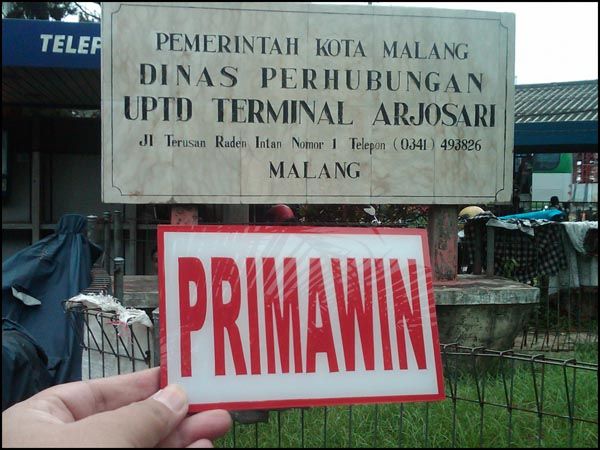 TELEP
PEMERINTAH KOTA MALANG
DINAS PERHUBUNGAN
UPTD TERMINAL ARJOSARI
Jl Terusan Raden Intan Nomor 1 Telepon (0341) 493826
MALANG
PRIMAWIN